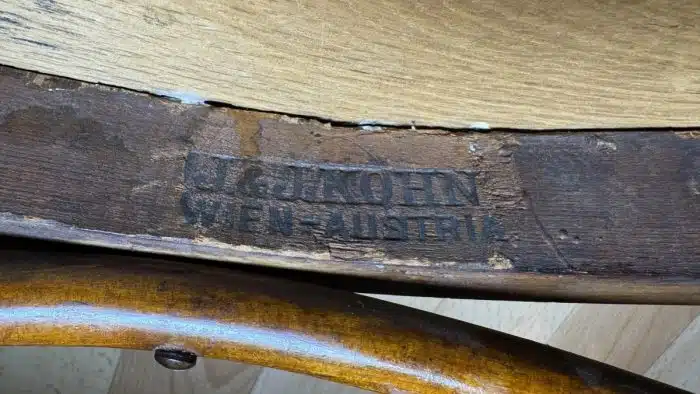 J & J. KOHN
WIEN-AUSTRIA